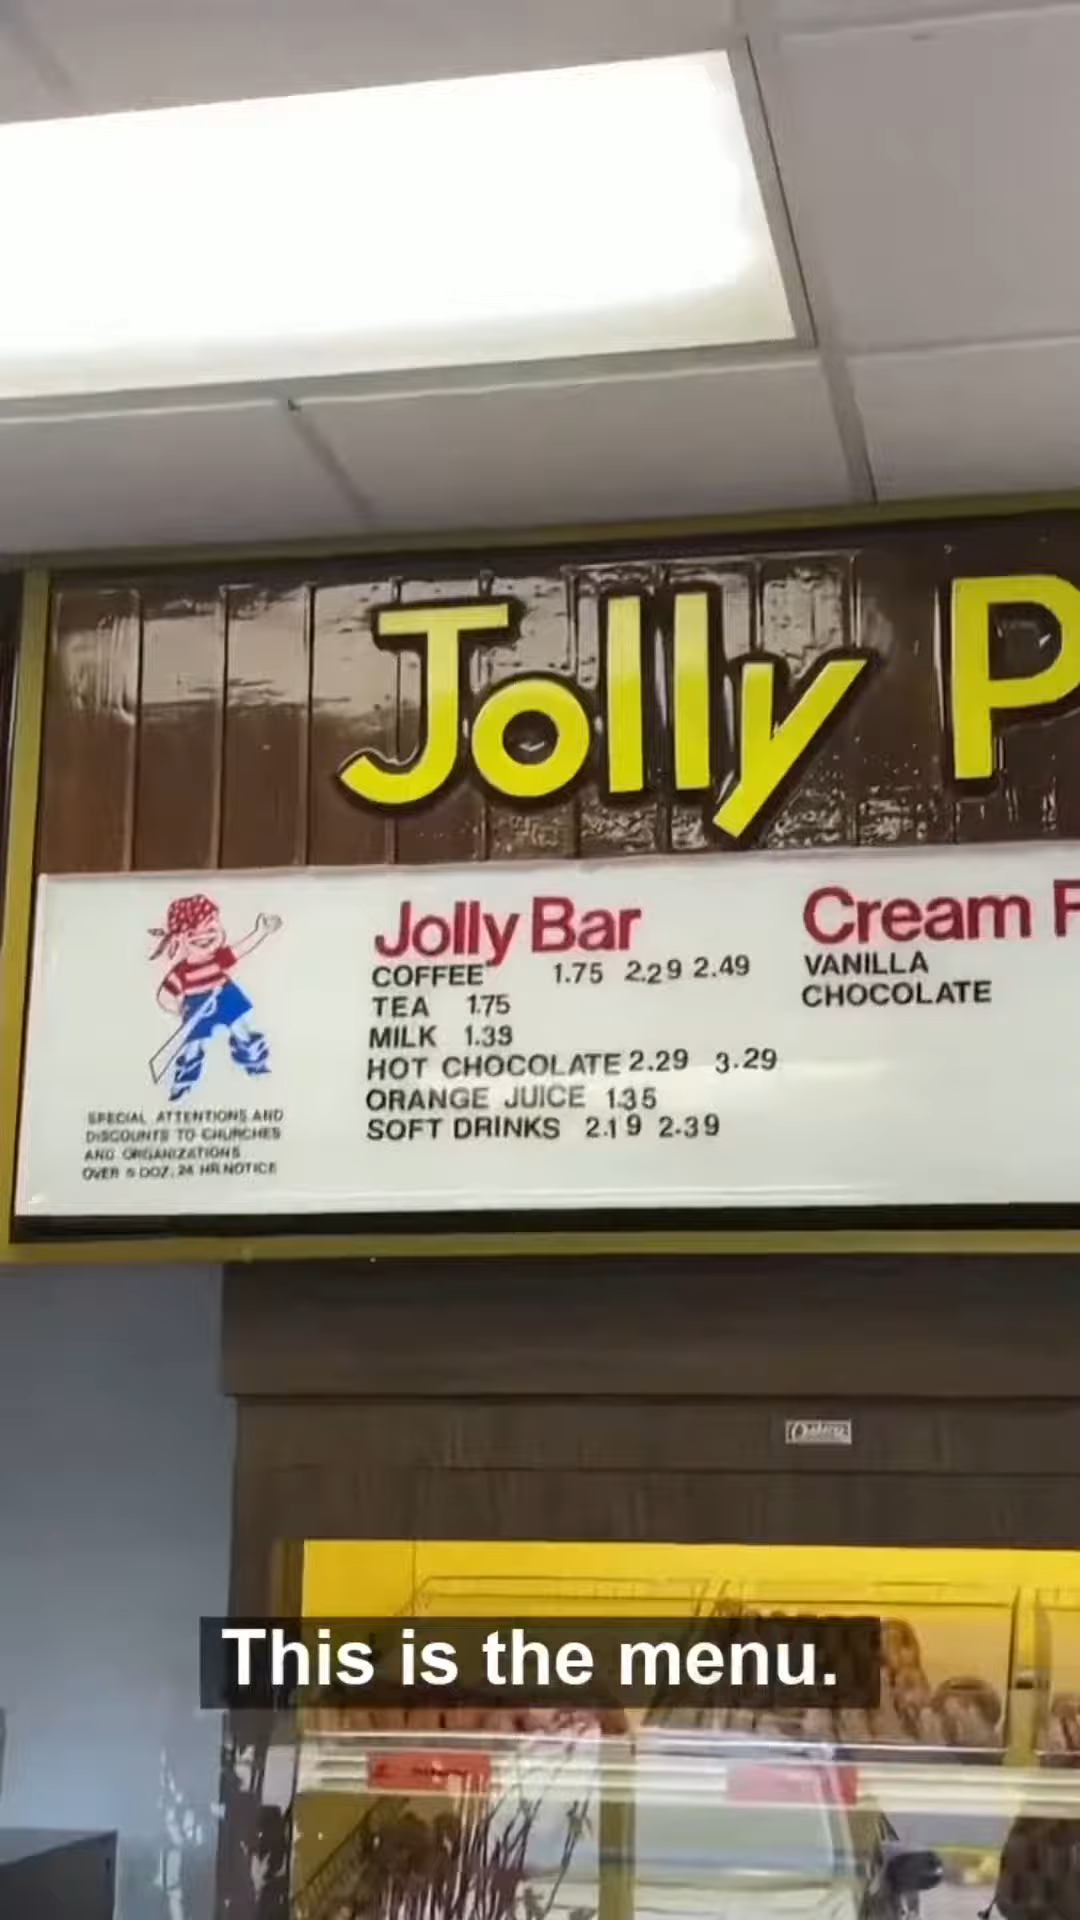 Jolly P
Jolly Bar
COFFEE 1.75 2.29 2.49
TEA 1.75
MILK 1.39
HOT CHOCOLATE 2.29 3.29
ORANGE JUICE 1.35
SOFT DRINKS 2.19 2.39
Cream F
VANILLA
CHOCOLATE
SPECIAL ATTENTIONS AND
DISCOUNTS TO CHURCHES
AND ORGANIZATIONS
OVER 5 DOZ. 24 HR NOTICE
This is the menu.